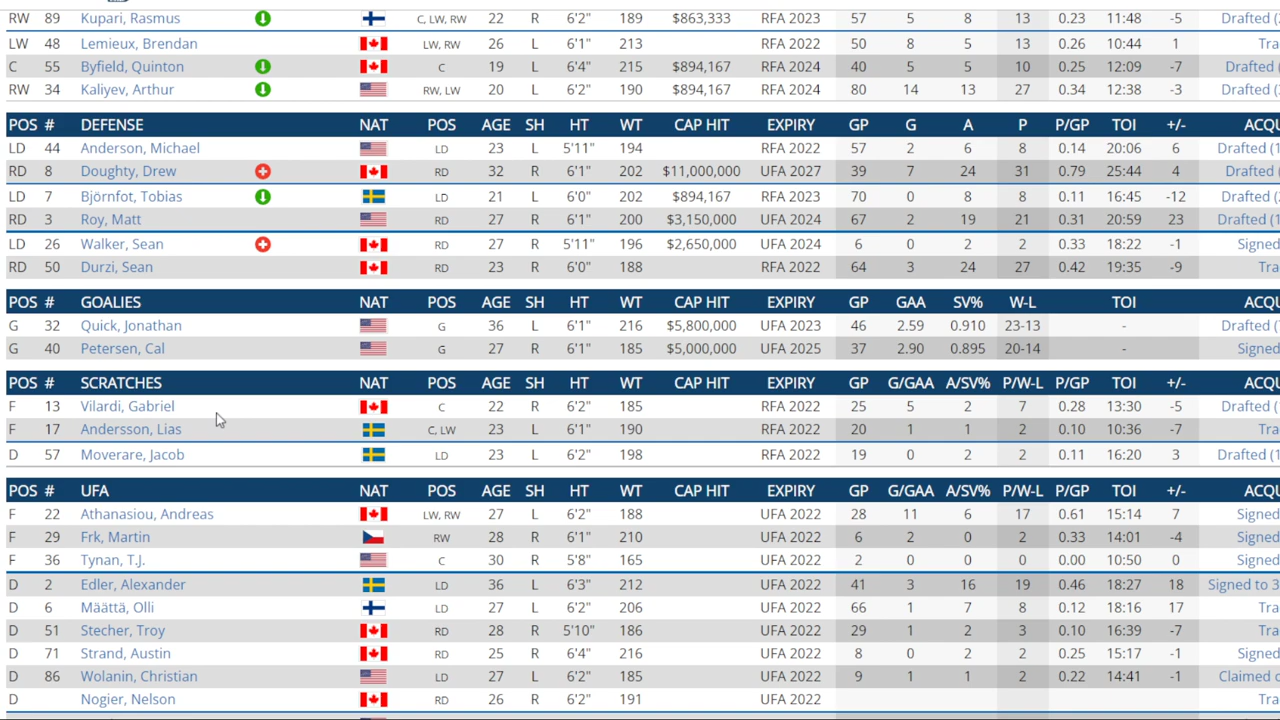 RW 89 Kupari, Rasmus C, LW, RW 22 S 6'2" 189 $863,333 RFA 2023 57 5 8 13 0.23 11:48 5 Drafted (
LW 48 Lemieux, Brendan LW, RW 26 L 6'1" 213 RFA 2022 50 8 5 13 0.26 10:44 1 Tra
C 55 Byfield, Quinton C 19 L 6'4" 215 $894,167 RFA 2024 40 5 5 10 0.25 12:09 -7 Drafted (
RW 34 Kaliyev, Arthur RW, LW 20 L 6'2" 190 $894,167 RFA 2024 80 14 13 27 0.34 12:38 -3 Drafted (
POS # DEFENSE NAT POS AGE SH HT WT CAP HIT EXPIRY GP G A P P/GP TOI +/- ACQU
LD 44 Anderson, Michael LD 23 L 5'11" 194 RFA 2022 57 2 6 8 0.14 20:06 5 Drafted (1
RD 8 Doughty, Drew RD 32 R 6'1" 202 $11,000,000 UFA 2027 39 7 24 31 0.79 25:44 4 Drafted (
LD 7 Björnfot, Tobias LD 21 L 6'0" 202 $894,167 RFA 2023 70 0 8 8 0.11 16:45 -12 Drafted (2
RD 3 Roy, Matt RD 27 R 6'1" 200 $3,150,000 UFA 2024 67 2 19 21 0.31 20:59 23 Drafted (1
LD 26 Walker, Sean RD 27 R 5'11" 196 $2,650,000 UFA 2024 6 0 2 2 0.33 18:22 -1 Signed
RD 50 Durzi, Sean RD 23 R 6'0" 188 RFA 2022 64 3 24 27 0.42 19:35 -9 Tra
POS # GOALIES NAT POS AGE SH HT WT CAP HIT EXPIRY GP GAA SV% W-L TOI ACQU
G 32 Quick, Jonathan G 36 L 6'1" 216 $5,800,000 UFA 2023 46 2.59 0.910 23-13 - Drafted (
G 40 Petersen, Cal G 27 R 6'1" 185 $5,000,000 UFA 2025 37 2.90 0.895 20-14 - Signed
POS # SCRATCHES NAT POS AGE SH HT WT CAP HIT EXPIRY GP G/GAA A/SV% P/W-L P/GP TOI +/- ACQU
F 13 Vilardi, Gabriel C 22 R 6'2" 185 RFA 2022 25 5 2 7 0.28 13:30 -5 Drafted (1
F 17 Andersson, Lias C, LW 23 L 6'1" 190 RFA 2022 20 1 1 2 0.10 10:36 -7 Tra
D 57 Moverare, Jacob LD 23 L 6'2" 198 RFA 2022 19 0 2 2 0.11 16:20 3 Drafted (1
POS # UFA NAT POS AGE SH HT WT CAP HIT EXPIRY GP G/GAA A/SV% P/W-L P/GP TOI +/- ACQU
F 22 Athanasiou, Andreas LW, RW 27 L 6'2" 188 UFA 2022 28 11 6 17 0.61 15:14 7 Signed
F 29 Frk, Martin RW 28 R 6'1" 210 UFA 2022 6 2 0 2 0.33 14:01 -4 Signed
F 36 Tynan, T.J. C 30 R 5'8" 165 UFA 2022 2 0 0 0 0.00 10:50 1 Signed
D 2 Edler, Alexander LD 36 L 6'3" 212 UFA 2022 41 3 16 19 0.46 18:27 18 Signed to 3
D 6 Määttä, Olli LD 27 L 6'2" 206 UFA 2022 66 1 7 8 0.12 18:16 17 Tra
D 51 Stecher, Troy RD 28 R 5'10" 186 UFA 2022 29 1 2 3 0.10 16:39 -7 Tra
D 71 Strand, Austin RD 25 R 6'4" 216 UFA 2022 8 0 2 2 0.25 15:17 -1 Signed
D 86 Wolanin, Christian LD 27 L 6'2" 185 UFA 2022 9 2 0.22 14:41 1 Claimed o
D Nogier, Nelson RD 26 R 6'2" 191 UFA 2022 Tra